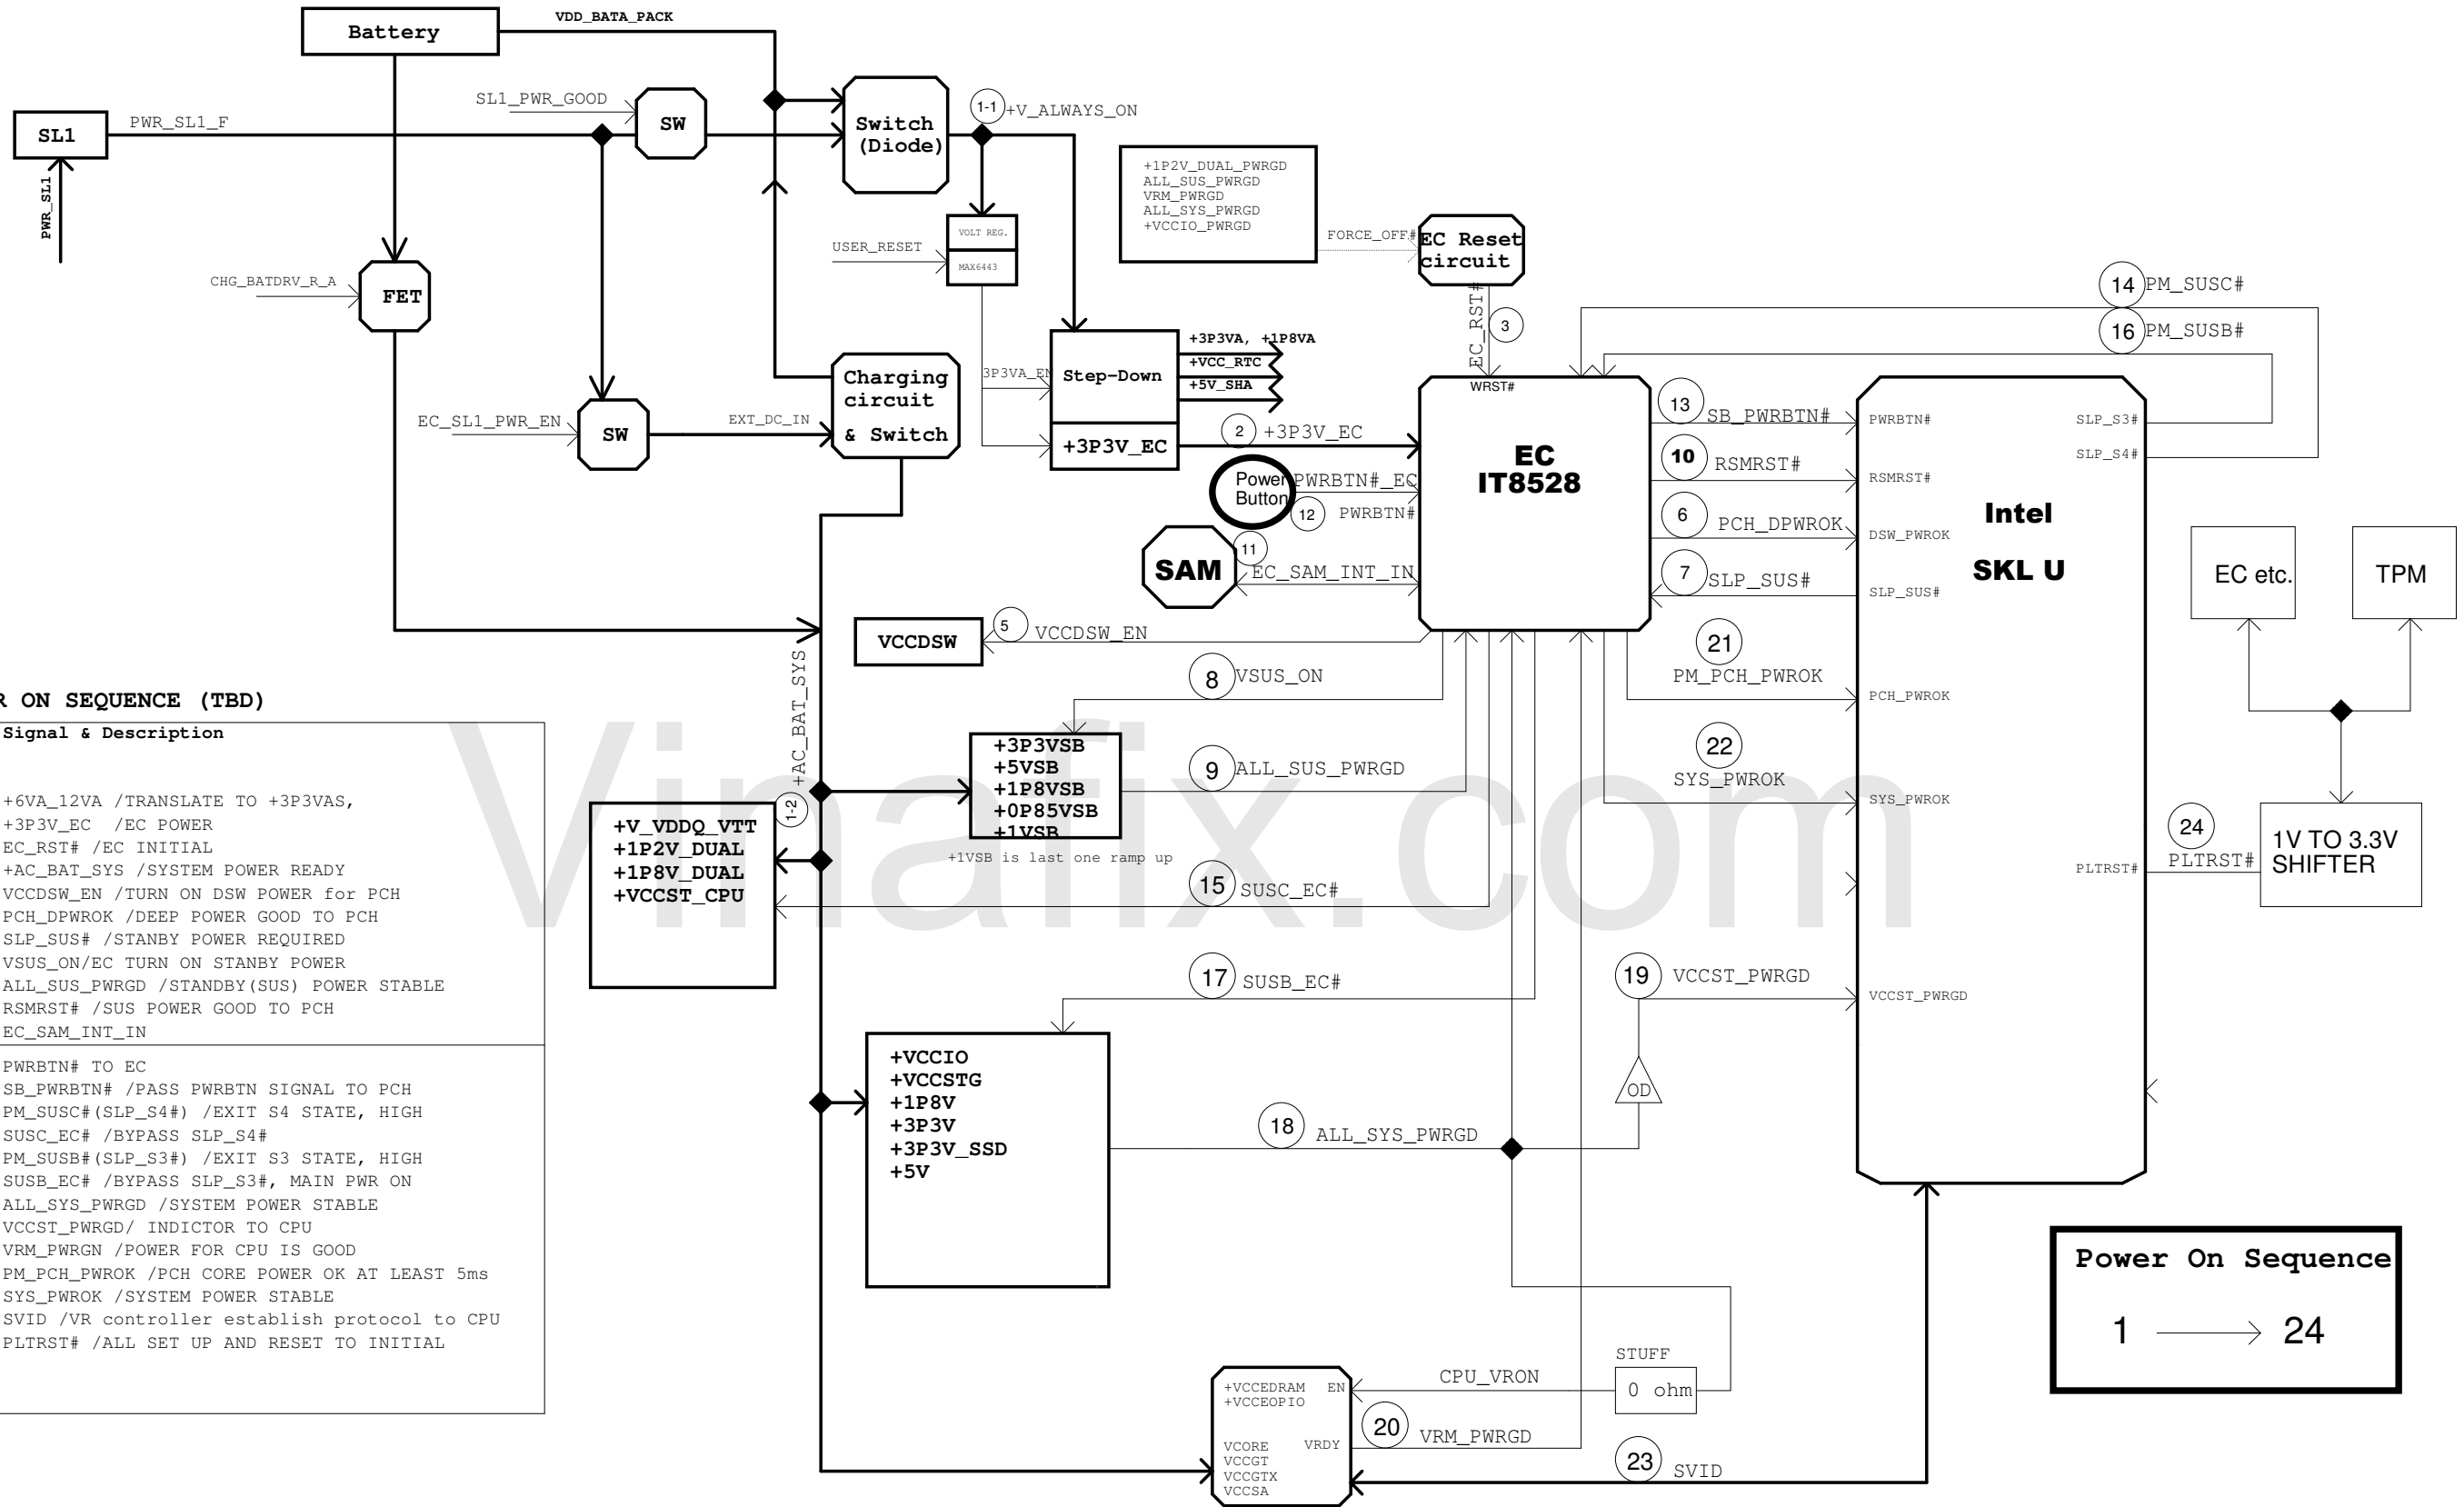 Battery
VDD_BATA_PACK
SL1_PWR_GOOD
SW
Switch
(Diode)
1-1
+V_ALWAYS_ON
SL1
PWR_SL1_F
PWR_SL1
VOLT REG.
MAX6443
USER_RESET
+1P2V_DUAL_PWRGD
ALL_SUS_PWRGD
VRM_PWRGD
ALL_SYS_PWRGD
+VCCIO_PWRGD
FORCE_OFF#
EC Reset
circuit
EC_RST#
3
CHG_BATDRV_R_A
FET
14
PM_SUSC#
16
PM_SUSB#
3P3VA_EN
Step-Down
+3P3VA, +1P8VA
+VCC_RTC
+5V_SHA
+3P3V_EC
2
+3P3V_EC
Charging
circuit
& Switch
EC_SL1_PWR_EN
SW
EXT_DC_IN
Power
Button
PWRBTN#_EC
12
PWRBTN#
SAM
11
EC_SAM_INT_IN
WRST#
EC
IT8528
13
SB_PWRBTN#
10
RSMRST#
6
PCH_DPWROK
7
SLP_SUS#
PWRBTN#
RSMRST#
DSW_PWROK
SLP_SUS#
PCH_PWROK
SYS_PWROK
VCCST_PWRGD
SLP_S3#
SLP_S4#
PLTRST#
Intel
SKL U
EC etc.
TPM
VCCDSW
5
VCCDSW_EN
8
VSUS_ON
21
PM_PCH_PWROK
22
SYS_PWROK
+AC_BAT_SYS
1-2
+3P3VSB
+5VSB
+1P8VSB
+0P85VSB
+1VSB
9
ALL_SUS_PWRGD
+1VSB is last one ramp up
+V_VDDQ_VTT
+1P2V_DUAL
+1P8V_DUAL
+VCCST_CPU
15
SUSC_EC#
24
PLTRST#
1V TO 3.3V
SHIFTER
17
SUSB_EC#
19
VCCST_PWRGD
OD
+VCCIO
+VCCSTG
+1P8V
+3P3V
+3P3V_SSD
+5V
18
ALL_SYS_PWRGD
STUFF
0 ohm
CPU_VRON
+VCCEDRAM
+VCCEOPIO
EN
VCORE
VCCGT
VCCGTX
VCCSA
VRDY
20
VRM_PWRGD
23
SVID
Power On Sequence
1 24
R ON SEQUENCE (TBD)
Signal & Description
+6VA_12VA /TRANSLATE TO +3P3VAS,
+3P3V_EC /EC POWER
EC_RST# /EC INITIAL
+AC_BAT_SYS /SYSTEM POWER READY
VCCDSW_EN /TURN ON DSW POWER for PCH
PCH_DPWROK /DEEP POWER GOOD TO PCH
SLP_SUS# /STANBY POWER REQUIRED
VSUS_ON/EC TURN ON STANBY POWER
ALL_SUS_PWRGD /STANDBY(SUS) POWER STABLE
RSMRST# /SUS POWER GOOD TO PCH
EC_SAM_INT_IN
PWRBTN# TO EC
SB_PWRBTN# /PASS PWRBTN SIGNAL TO PCH
PM_SUSC#(SLP_S4#) /EXIT S4 STATE, HIGH
SUSC_EC# /BYPASS SLP_S4#
PM_SUSB#(SLP_S3#) /EXIT S3 STATE, HIGH
SUSB_EC# /BYPASS SLP_S3#, MAIN PWR ON
ALL_SYS_PWRGD /SYSTEM POWER STABLE
VCCST_PWRGD/ INDICTOR TO CPU
VRM_PWRGN /POWER FOR CPU IS GOOD
PM_PCH_PWROK /PCH CORE POWER OK AT LEAST 5ms
SYS_PWROK /SYSTEM POWER STABLE
SVID /VR controller establish protocol to CPU
PLTRST# /ALL SET UP AND RESET TO INITIAL
Vinafix.com